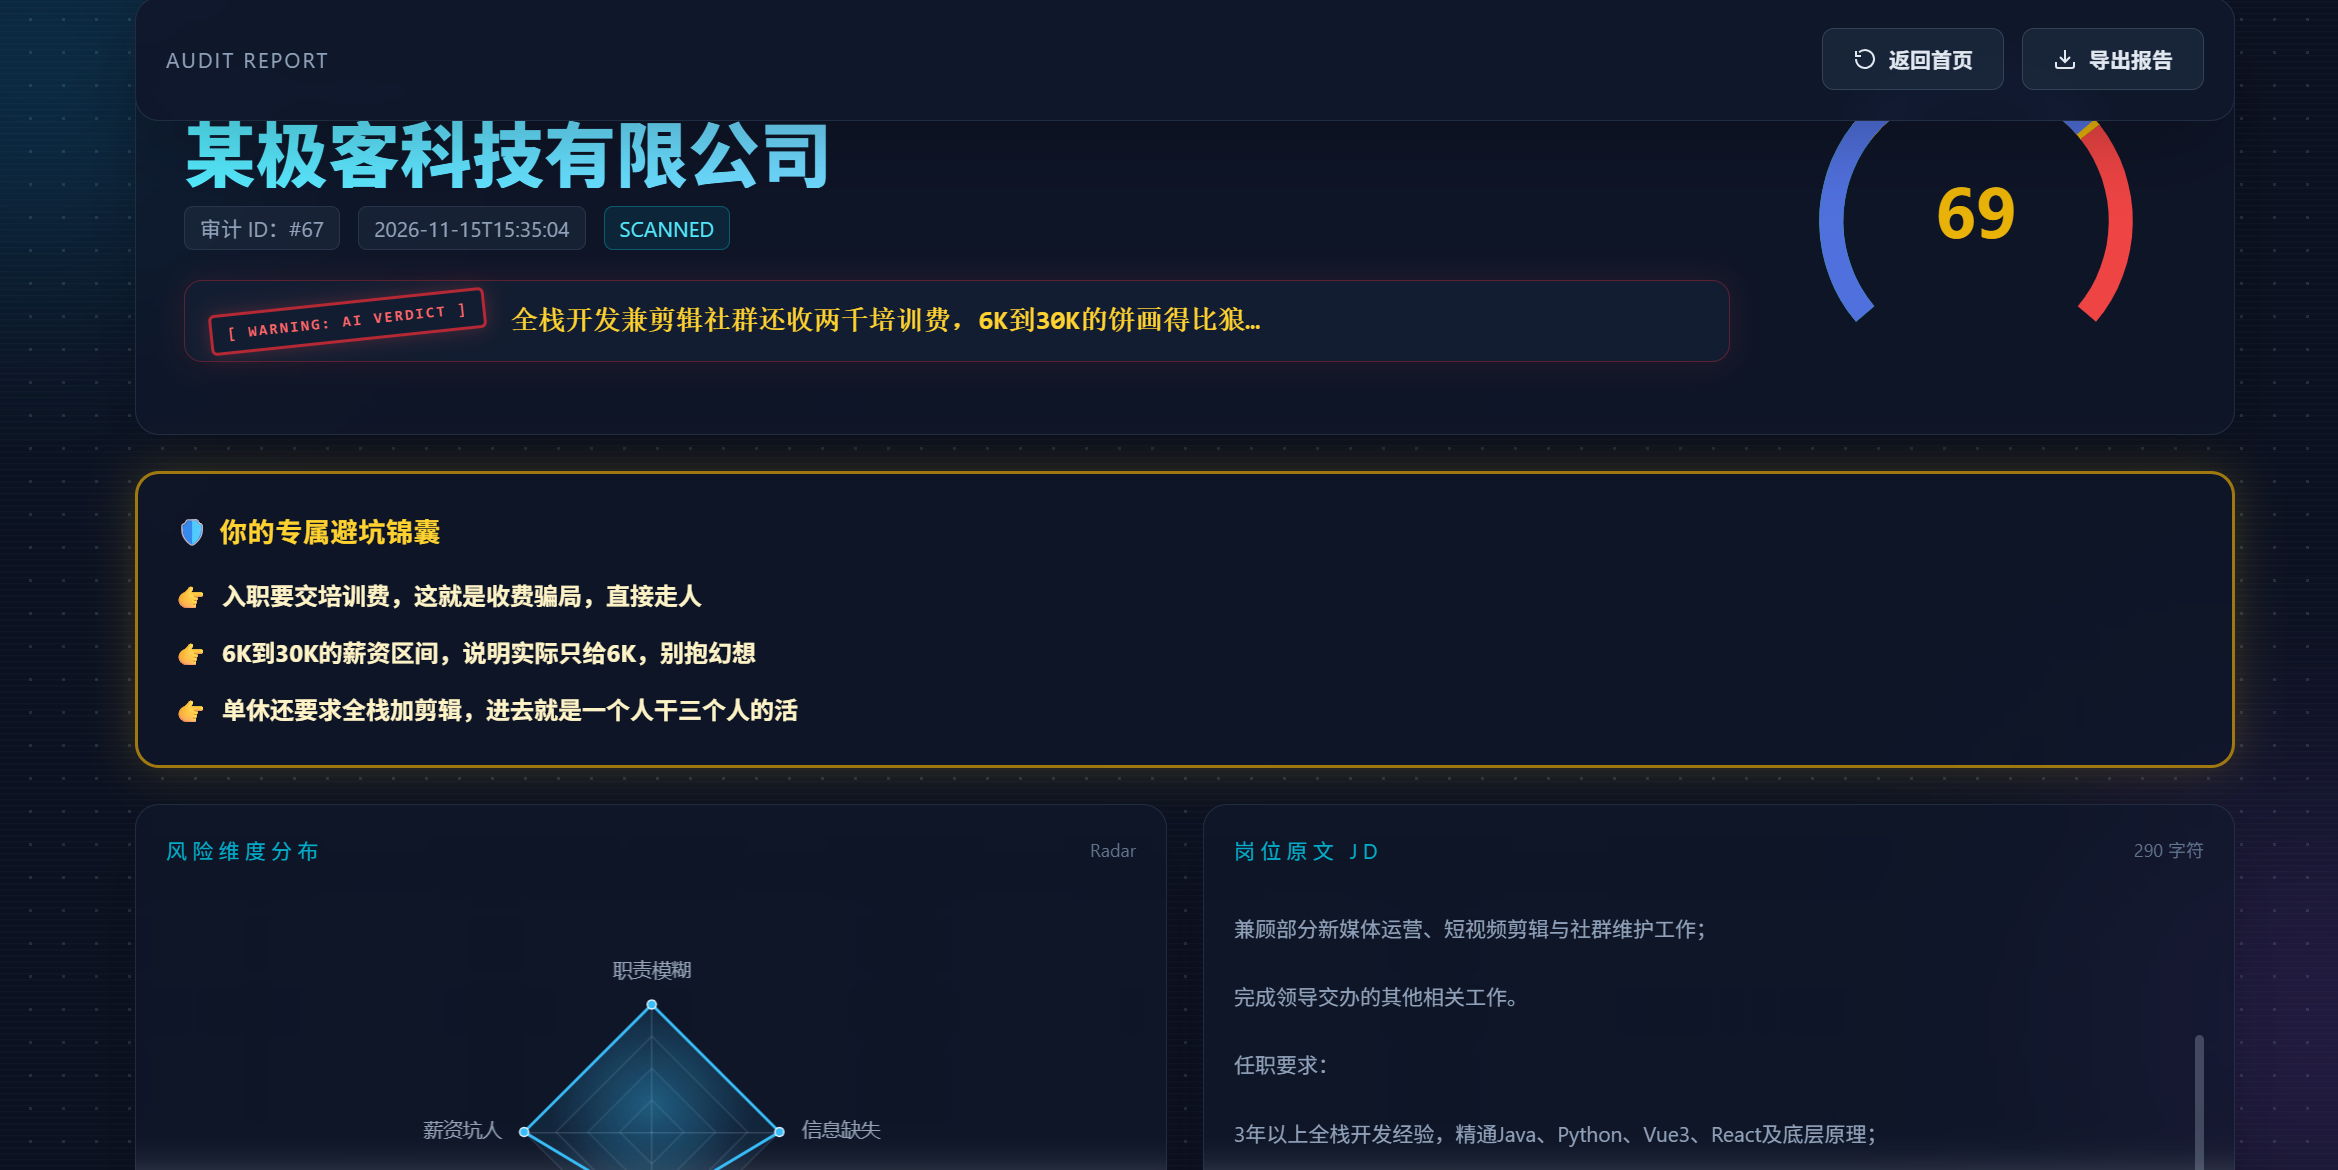 AUDIT REPORT
返回首页
导出报告
某极客科技有限公司
审计 ID：#67
2026-11-15T15:35:04
SCANNED
69
[ WARNING: AI VERDICT ]
全栈开发兼剪辑社群还收两千培训费，6K到30K的饼画得比狼...
你的专属避坑锦囊
入职要交培训费，这就是收费骗局，直接走人
6K到30K的薪资区间，说明实际只给6K，别抱幻想
单休还要求全栈加剪辑，进去就是一个人干三个人的活
风险维度分布
Radar
职责模糊
薪资坑人
信息缺失
岗位原文 JD
290 字符
兼顾部分新媒体运营、短视频剪辑与社群维护工作；
完成领导交办的其他相关工作。
任职要求：
3年以上全栈开发经验，精通Java、Python、Vue3、React及底层原理；